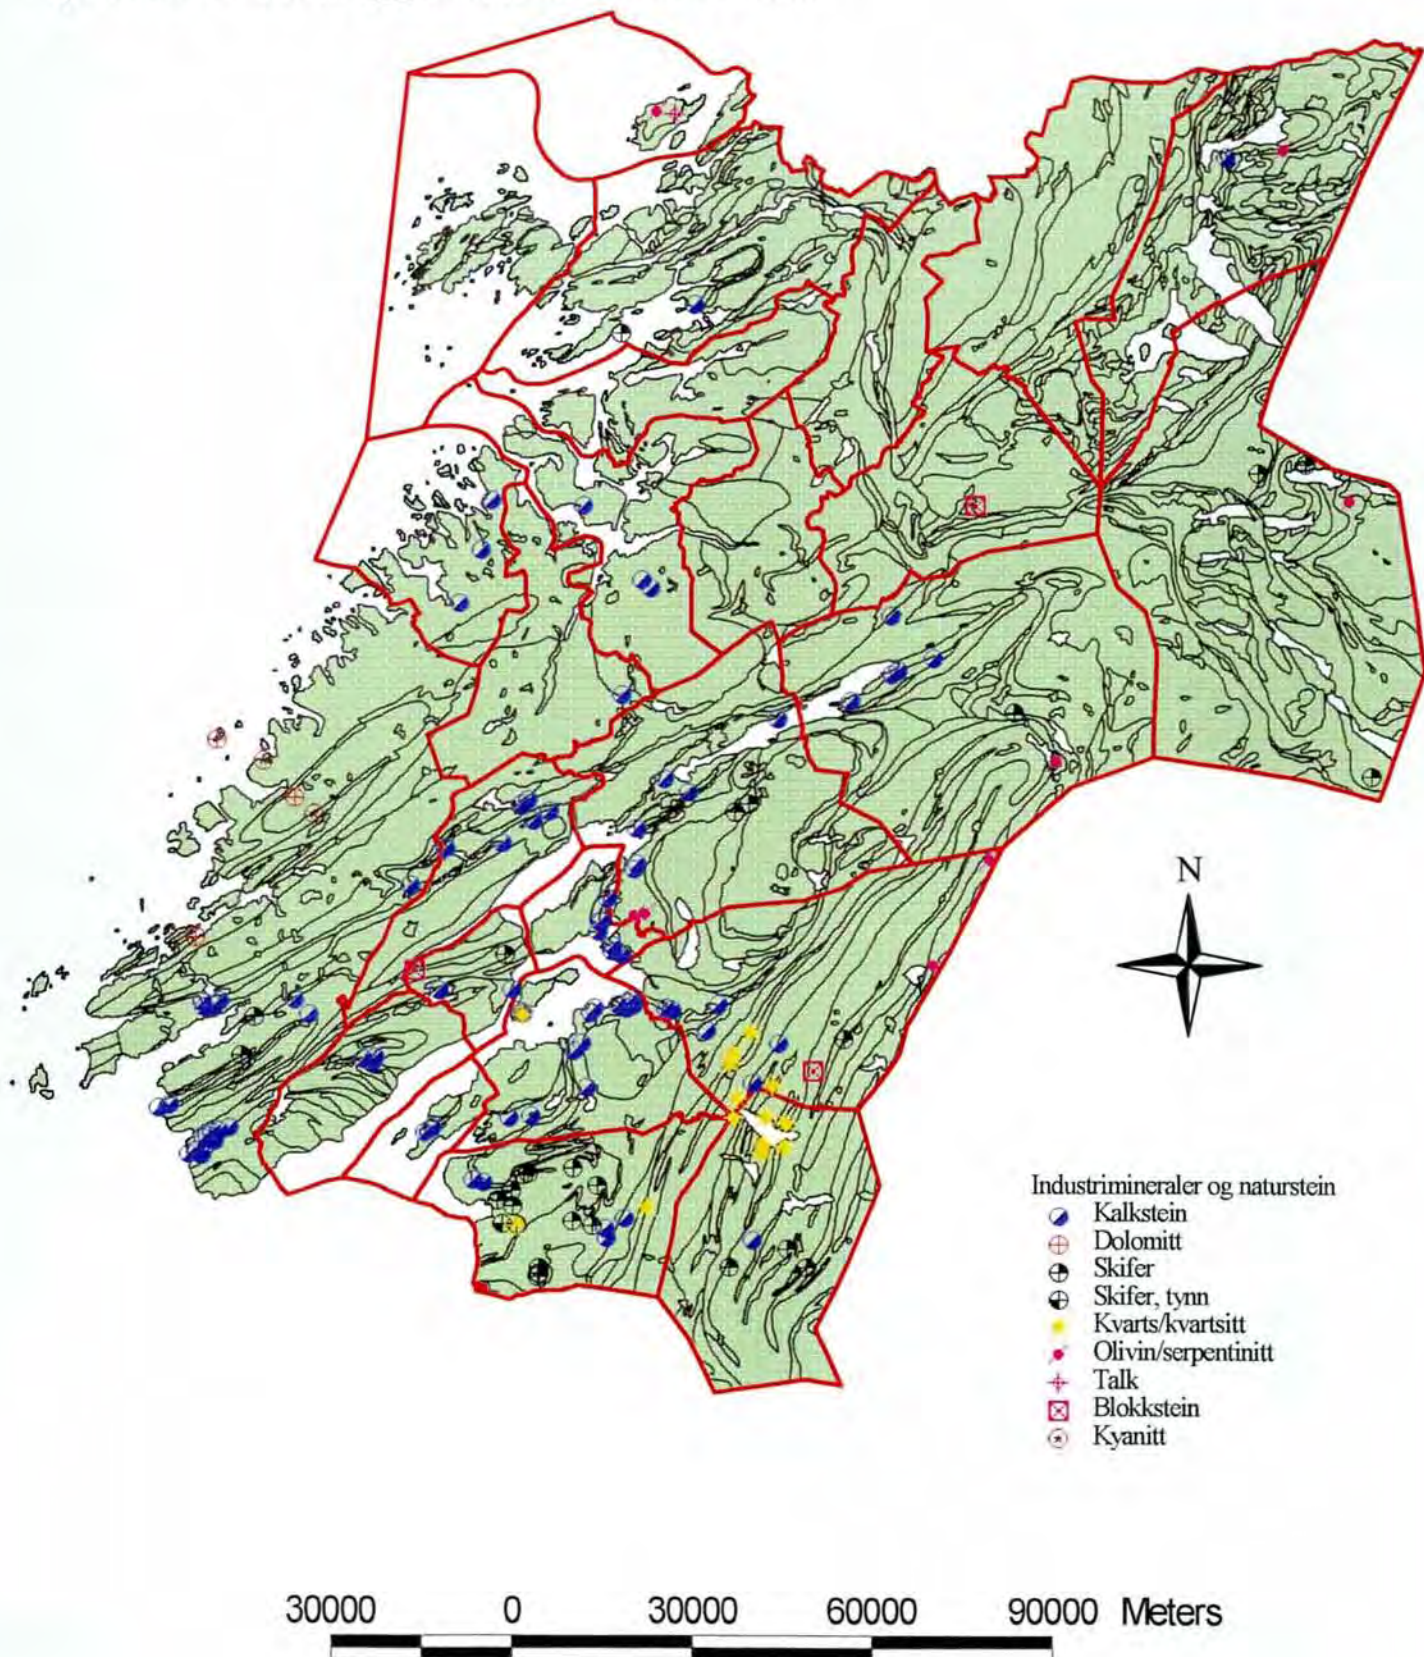 N
Industrimineraler og naturstein
Kalkstein
Dolomitt
Skifer
Skifer, tynn
Kvarts/kvartsitt
Olivin/serpentinitt
Talk
Blokkstein
Kyanitt
30000 0 30000 60000 90000 Meters